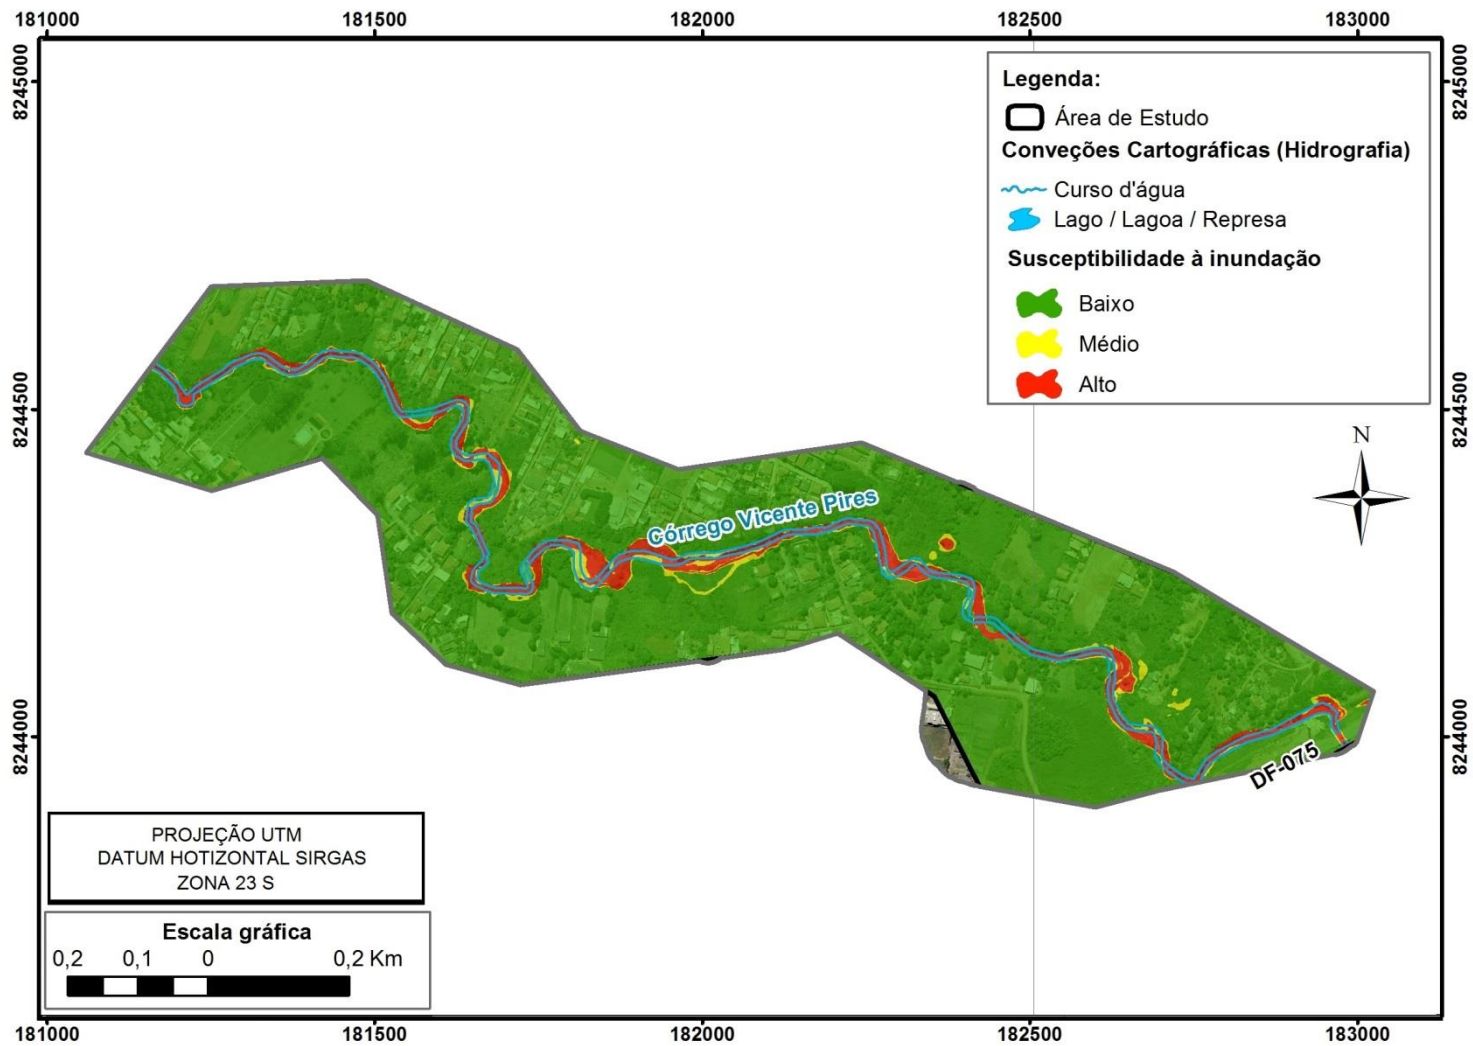 181000 181500 182000 182500 183000
8245000
8245000
Legenda:
Área de Estudo
Conveções Cartográficas (Hidrografia)
Curso d'água
Lago / Lagoa / Represa
Susceptibilidade à inundação
Baixo
Médio
Alto
8244500
8244500
N
Córrego Vicente Pires
8244000
8244000
DF-075
PROJEÇÃO UTM
DATUM HOTIZONTAL SIRGAS
ZONA 23 S
Escala gráfica
0,2 0,1 0 0,2 Km
181000 181500 182000 182500 183000